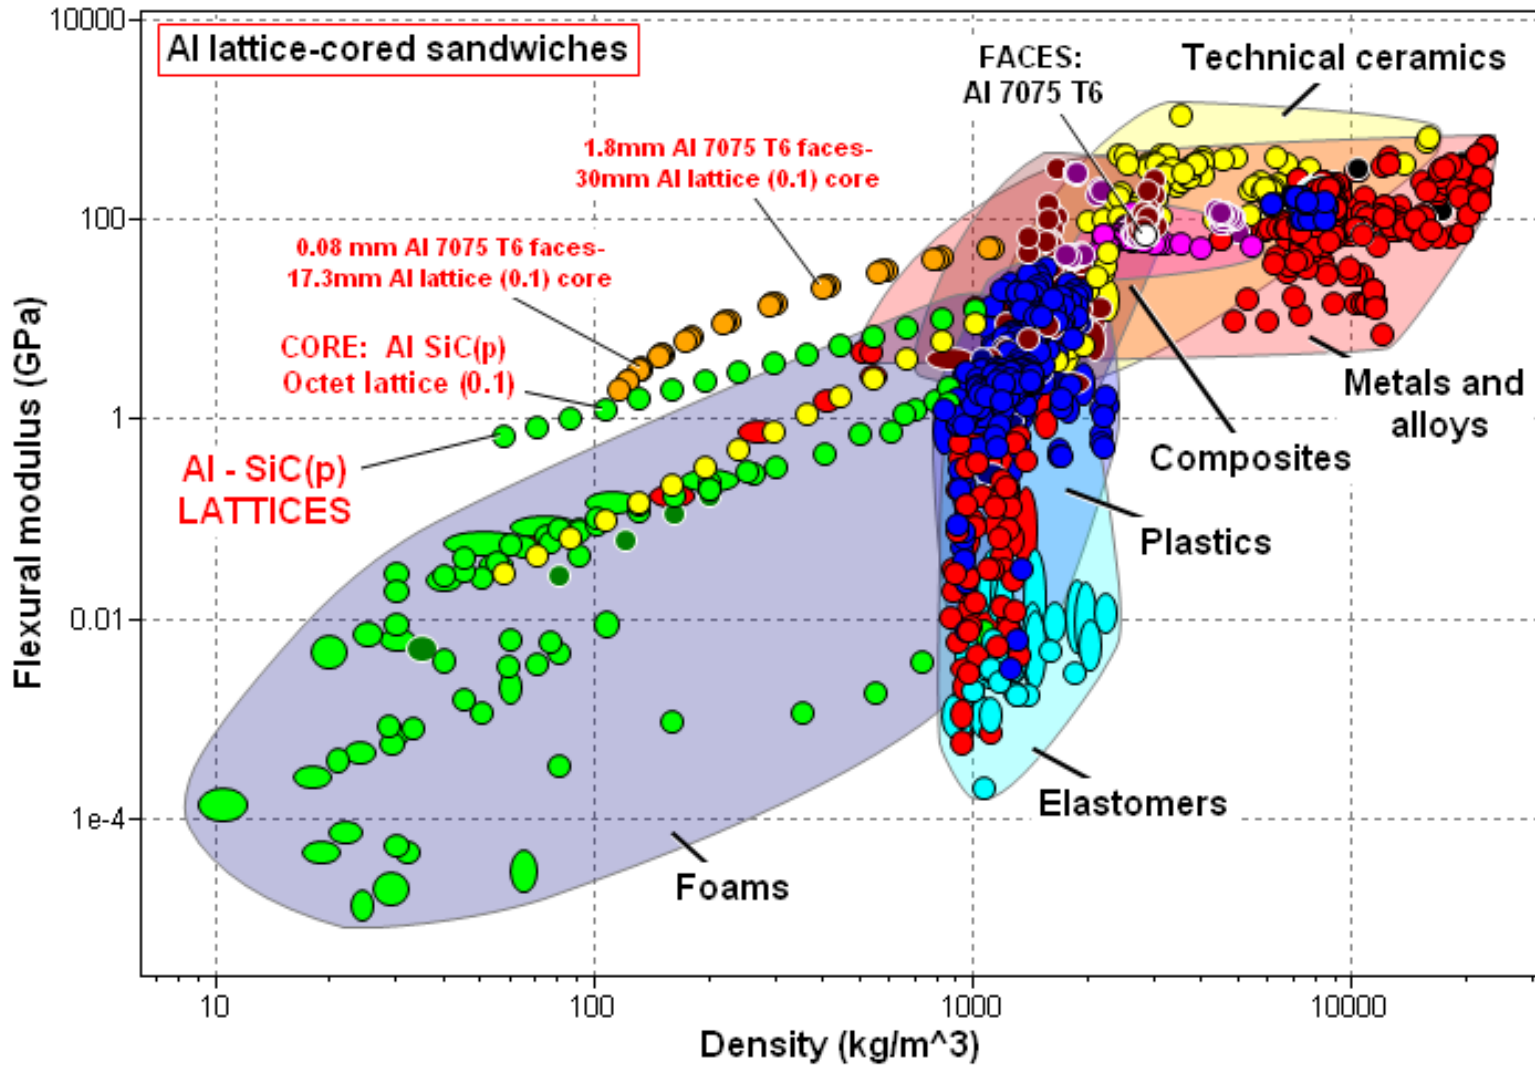 10000
100
1
0.01
1e-4
Flexural modulus (GPa)
Al lattice-cored sandwiches
FACES:
Al 7075 T6
Technical ceramics
1.8mm Al 7075 T6 faces-
30mm Al lattice (0.1) core
0.08 mm Al 7075 T6 faces-
17.3mm Al lattice (0.1) core
CORE: Al SiC(p)
Octet lattice (0.1)
Al - SiC(p)
LATTICES
Metals and
alloys
Composites
Plastics
Elastomers
Foams
10
100
1000
10000
Density (kg/m^3)